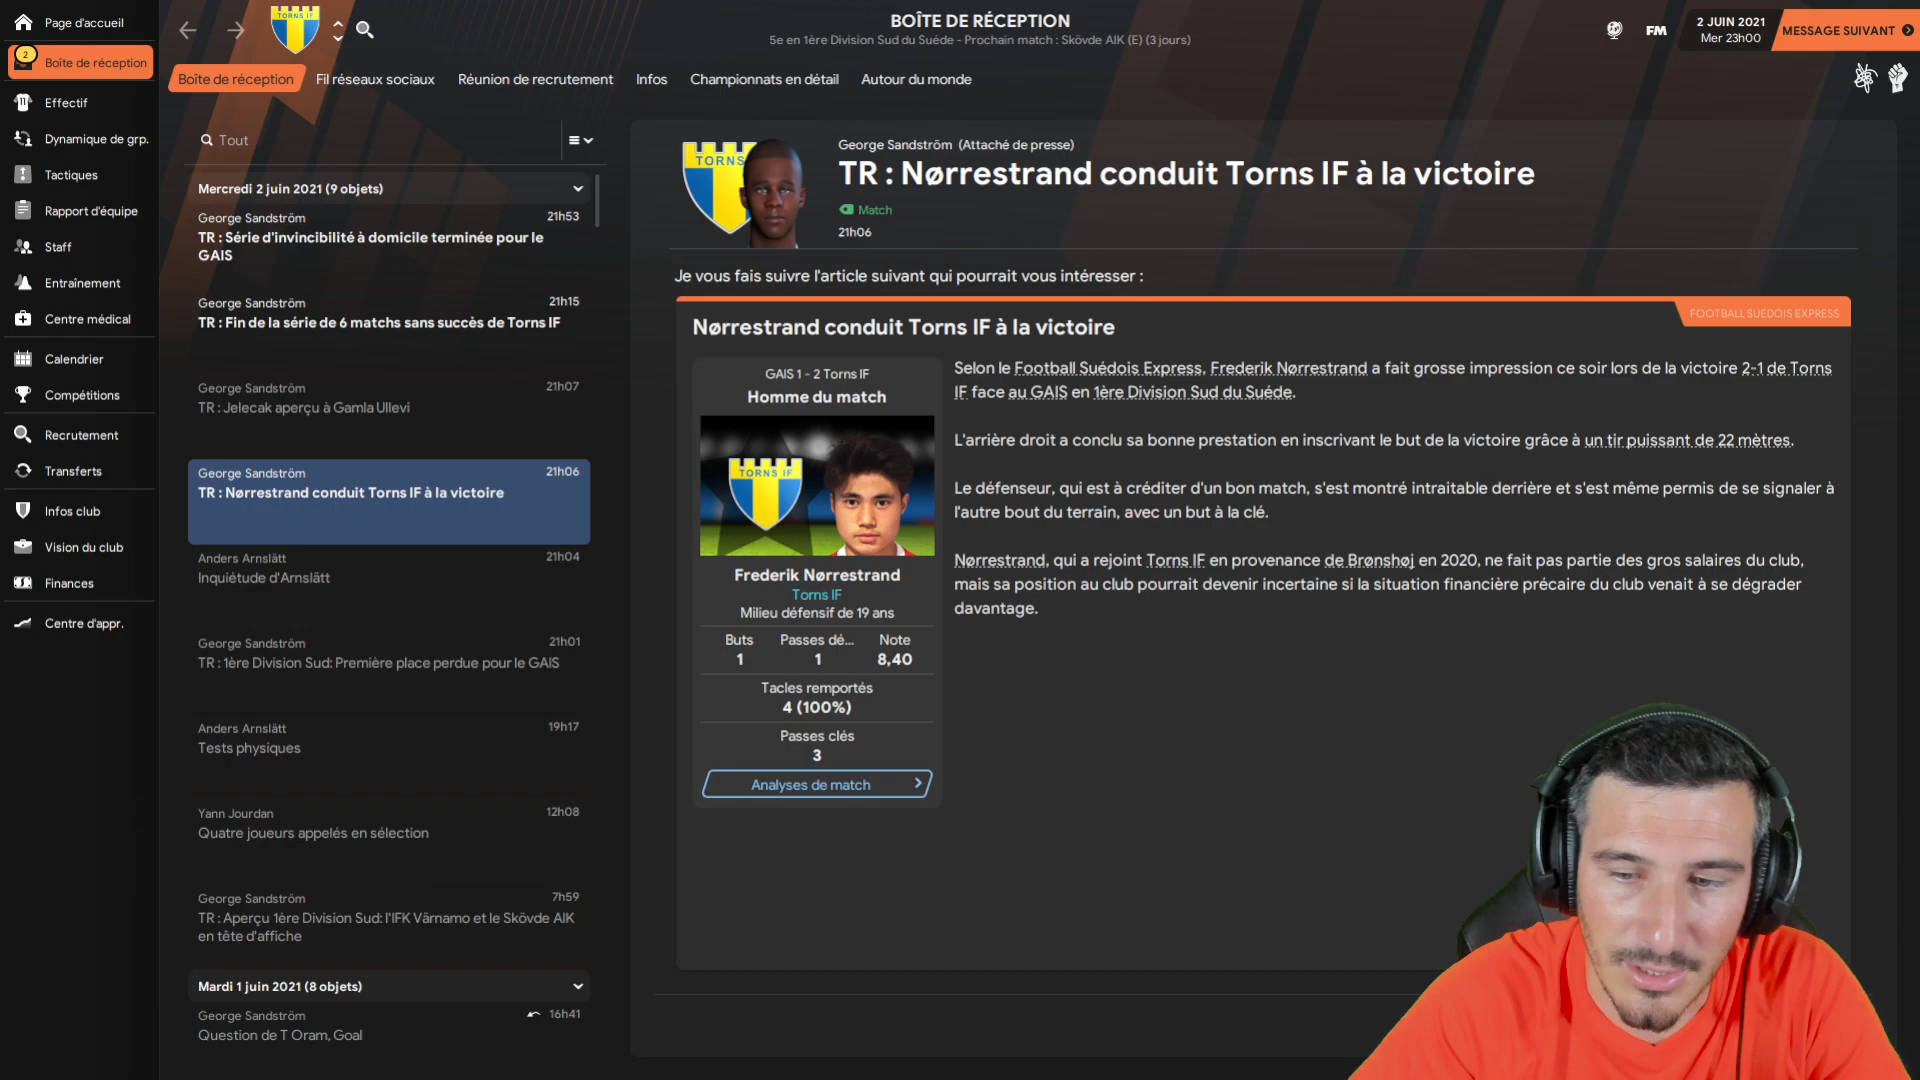 Page d'accueil
2
Boîte de réception
Effectif
Dynamique de grp.
Tactiques
Rapport d'équipe
Staff
Entraînement
Centre médical
Calendrier
Compétitions
Recrutement
Transferts
Infos club
Vision du club
Finances
Centre d'appr.
TORNS IF
BOÎTE DE RÉCEPTION
5e en 1ère Division Sud du Suéde - Prochain match : Skövde AIK (E) (3 jours)
FM
2 JUIN 2021
Mer 23h00
MESSAGE SUIVANT
Boîte de réception
Fil réseaux sociaux
Réunion de recrutement
Infos
Championnats en détail
Autour du monde
Tout
Mercredi 2 juin 2021 (9 objets)
George Sandström 21h53
TR : Série d'invincibilité à domicile terminée pour le
GAIS
George Sandström 21h15
TR : Fin de la série de 6 matchs sans succès de Torns IF
George Sandström 21h07
TR : Jelecak aperçu à Gamla Ullevi
George Sandström 21h06
TR : Nørrestrand conduit Torns IF à la victoire
Anders Arnslätt 21h04
Inquiétude d'Arnslätt
George Sandström 21h01
TR : 1ère Division Sud: Première place perdue pour le GAIS
Anders Arnslätt 19h17
Tests physiques
Yann Jourdan 12h08
Quatre joueurs appelés en sélection
George Sandström 7h59
TR : Aperçu 1ère Division Sud: l'IFK Värnamo et le Skövde AIK
en tête d'affiche
Mardi 1 juin 2021 (8 objets)
George Sandström 16h41
Question de T Oram, Goal
TORNS
George Sandström (Attaché de presse)
TR : Nørrestrand conduit Torns IF à la victoire
Match
21h06
Je vous fais suivre l'article suivant qui pourrait vous intéresser :
FOOTBALL SUÉDOIS EXPRESS
Nørrestrand conduit Torns IF à la victoire
GAIS 1 - 2 Torns IF
Homme du match
TORNS IF
Frederik Nørrestrand
Torns IF
Milieu défensif de 19 ans
Buts Passes dé... Note
1 1 8,40
Tacles remportés
4 (100%)
Passes clés
3
Analyses de match
Selon le Football Suédois Express, Frederik Nørrestrand a fait grosse impression ce soir lors de la victoire 2-1 de Torns
IF face au GAIS en 1ère Division Sud du Suéde.
L'arrière droit a conclu sa bonne prestation en inscrivant le but de la victoire grâce à un tir puissant de 22 mètres.
Le défenseur, qui est à créditer d'un bon match, s'est montré intraitable derrière et s'est même permis de se signaler à
l'autre bout du terrain, avec un but à la clé.
Nørrestrand, qui a rejoint Torns IF en provenance de Brønshøj en 2020, ne fait pas partie des gros salaires du club,
mais sa position au club pourrait devenir incertaine si la situation financière précaire du club venait à se dégrader
davantage.